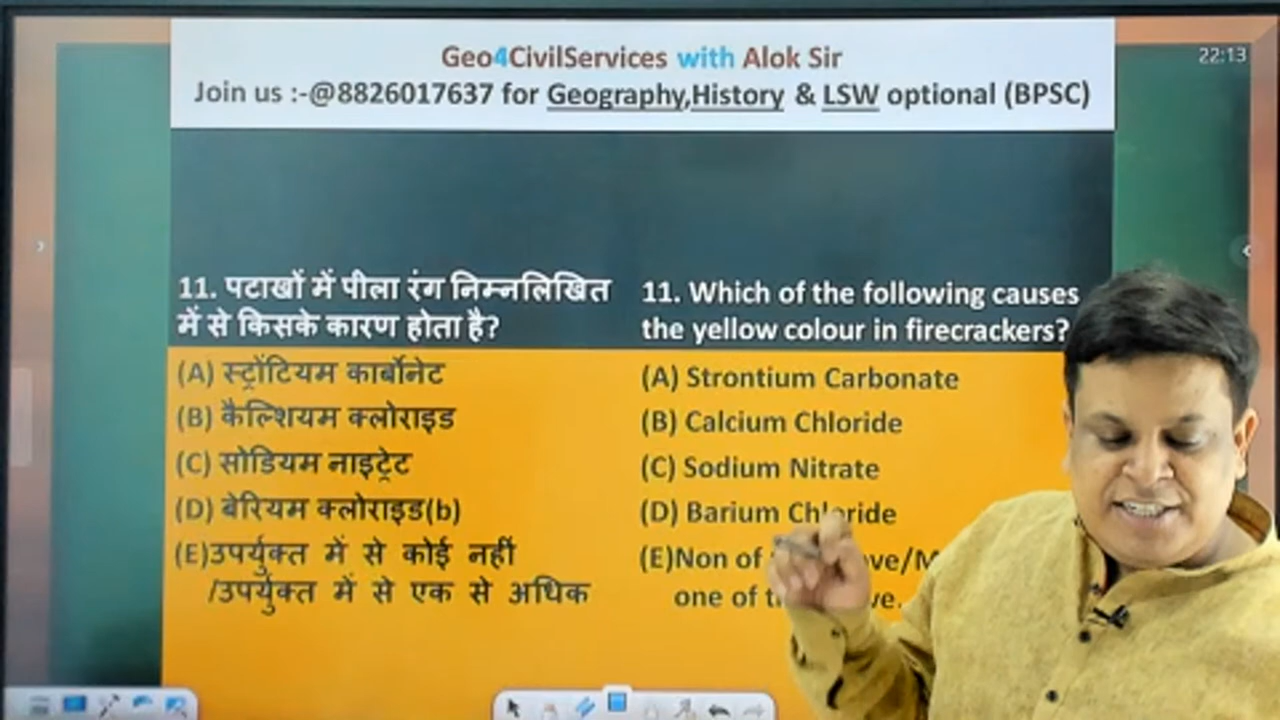 Geo4CivilServices with Alok Sir
Join us :-@8826017637 for Geography,History & LSW optional (BPSC)
22:13
11. पटाखों में पीला रंग निम्नलिखित
में से किसके कारण होता है?
(A) स्ट्रोंटियम कार्बोनेट
(B) कैल्शियम क्लोराइड
(C) सोडियम नाइट्रेट
(D) बेरियम क्लोराइड(b)
(E)उपर्युक्त में से कोई नहीं
/उपर्युक्त में से एक से अधिक
11. Which of the following causes
the yellow colour in firecrackers?
(A) Strontium Carbonate
(B) Calcium Chloride
(C) Sodium Nitrate
(D) Barium Chloride
(E)Non of
one of